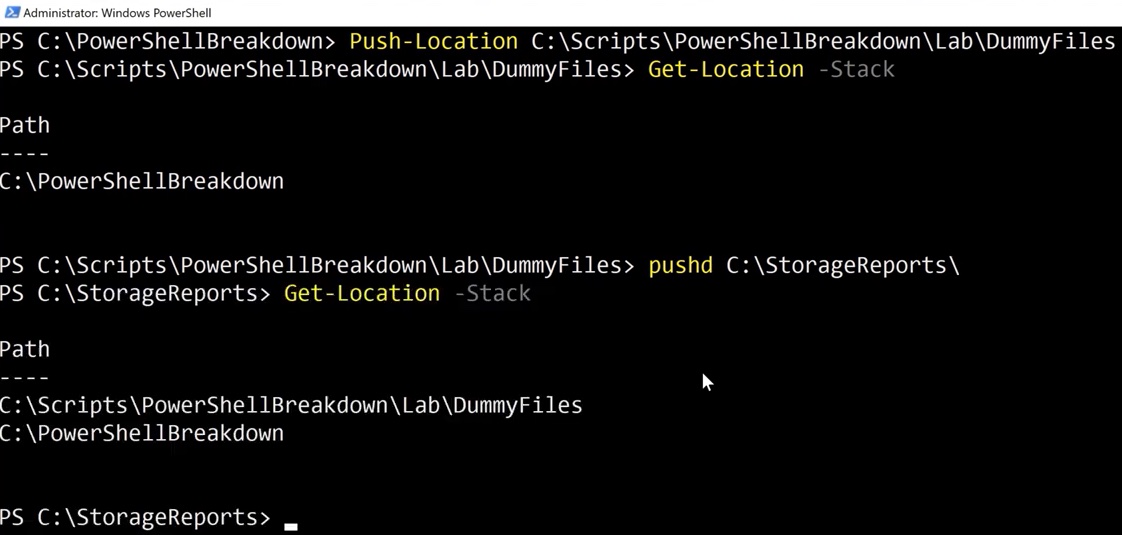 Administrator: Windows PowerShell
PS C:\PowerShellBreakdown> Push-Location C:\Scripts\PowerShellBreakdown\Lab\DummyFiles
PS C:\Scripts\PowerShellBreakdown\Lab\DummyFiles> Get-Location -Stack
Path
----
C:\PowerShellBreakdown
PS C:\Scripts\PowerShellBreakdown\Lab\DummyFiles> pushd C:\StorageReports\
PS C:\StorageReports> Get-Location -Stack
Path
----
C:\Scripts\PowerShellBreakdown\Lab\DummyFiles
C:\PowerShellBreakdown
PS C:\StorageReports>